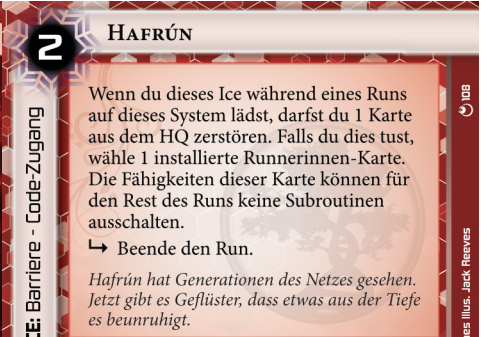 2
HAFRÚN
Wenn du dieses Ice während eines Runs
auf dieses System lädst, darfst du 1 Karte
aus dem HQ zerstören. Falls du dies tust,
wähle 1 installierte Runnerinnen-Karte.
Die Fähigkeiten dieser Karte können für
den Rest des Runs keine Subroutinen
ausschalten.
↳ Beende den Run.
Hafrún hat Generationen des Netzes gesehen.
Jetzt gibt es Geflüster, dass etwas aus der Tiefe
es beunruhigt.
Barriere - Code-Zugang
108
illus. Jack Reeves